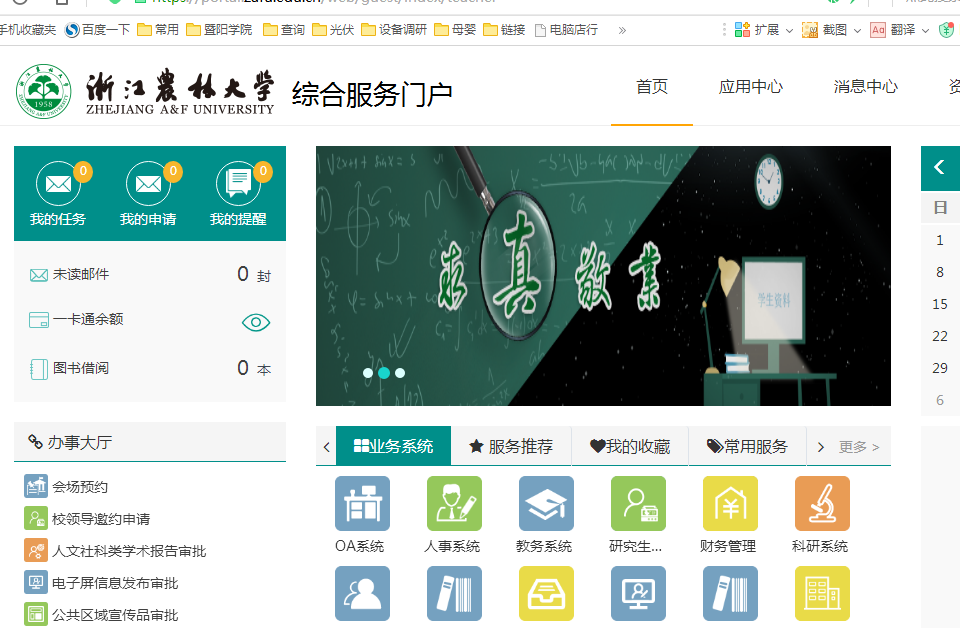 手机收藏夹 百度一下 常用 暨阳学院 查询 光伏 设备调研 母婴 链接 电脑店行 » 扩展 截图 Aa 翻译
1958
浙江农林大学
ZHEJIANG A&F UNIVERSITY
综合服务门户
首页 应用中心 消息中心
0 0 0
我的任务 我的申请 我的提醒
未读邮件 0 封
一卡通余额
图书借阅 0 本
求真敬業
学生资料
日
1
8
15
22
29
6
办事大厅
业务系统 服务推荐 我的收藏 常用服务 更多 >
会场预约
校领导邀约申请
人文社科类学术报告审批
电子屏信息发布审批
公共区域宣传品审批
OA系统 人事系统 教务系统 研究生... 财务管理 科研系统